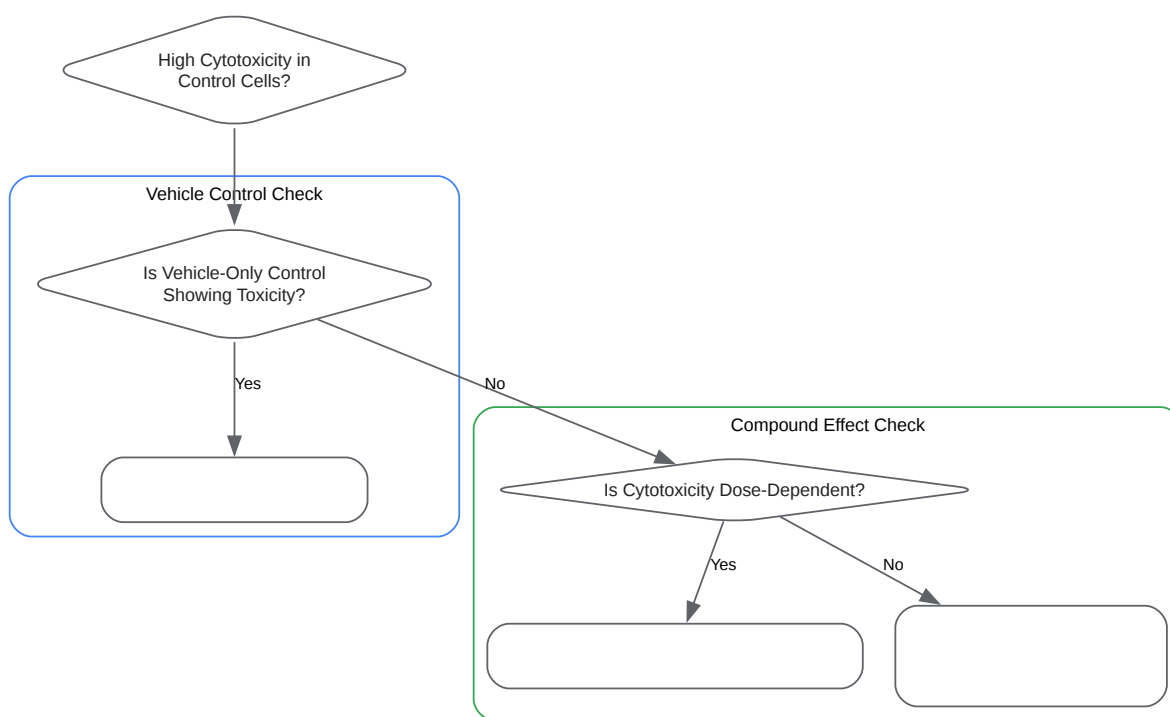 High Cytotoxicity in
Control Cells?
Vehicle Control Check
Is Vehicle-Only Control
Showing Toxicity?
Yes
No
Compound Effect Check
Is Cytotoxicity Dose-Dependent?
Yes
No